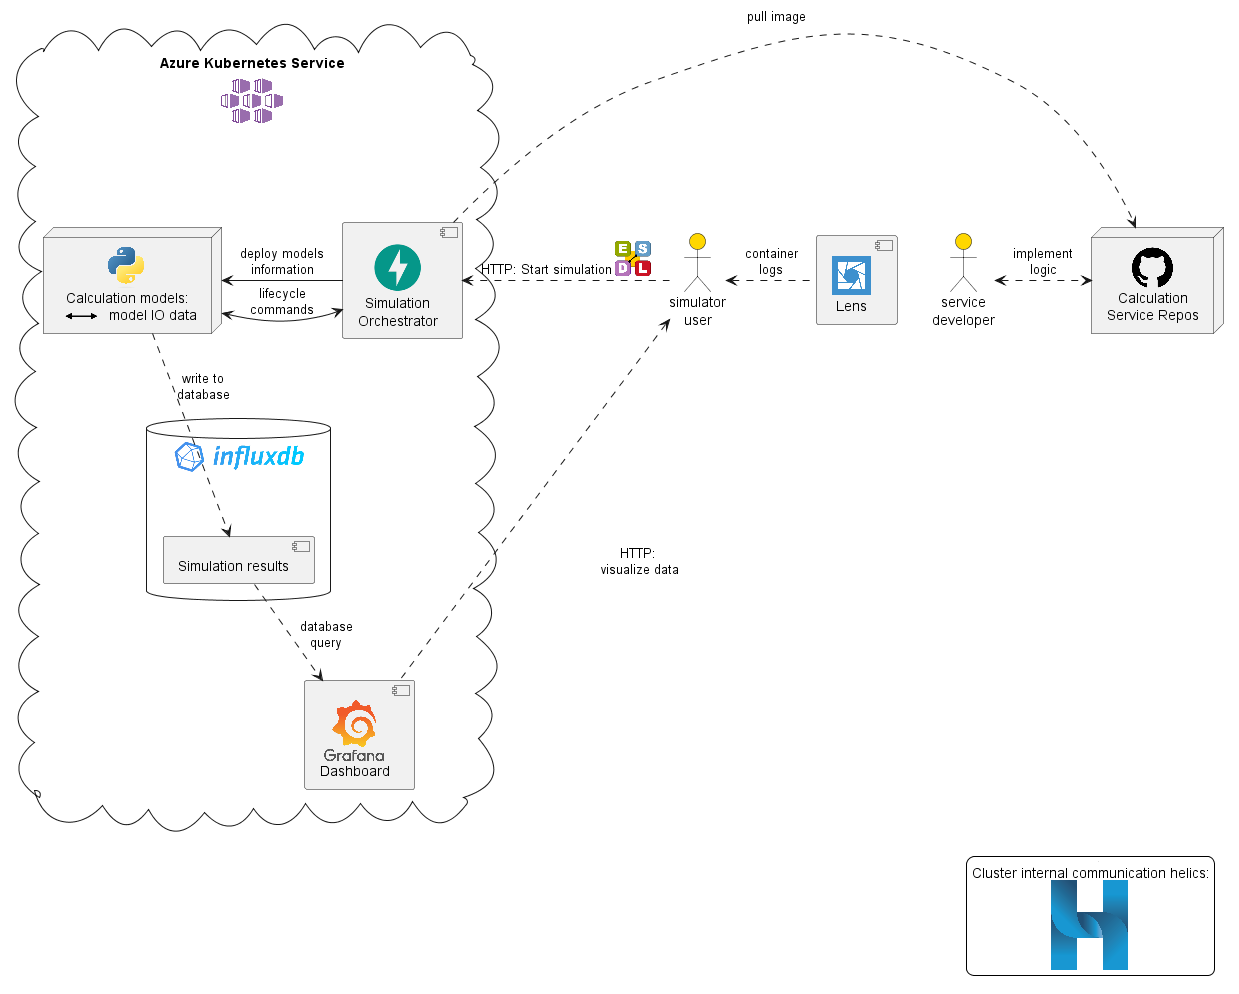 pull image
Azure Kubernetes Service
deploy models
information
lifecycle
commands
Calculation models:
model IO data
Simulation
Orchestrator
HTTP: Start simulation
E S
D L
simulator
user
container
logs
Lens
service
developer
implement
logic
Calculation
Service Repos
write to
database
influxdb
Simulation results
HTTP:
visualize data
database
query
Grafana
Dashboard
Cluster internal communication helics:
H